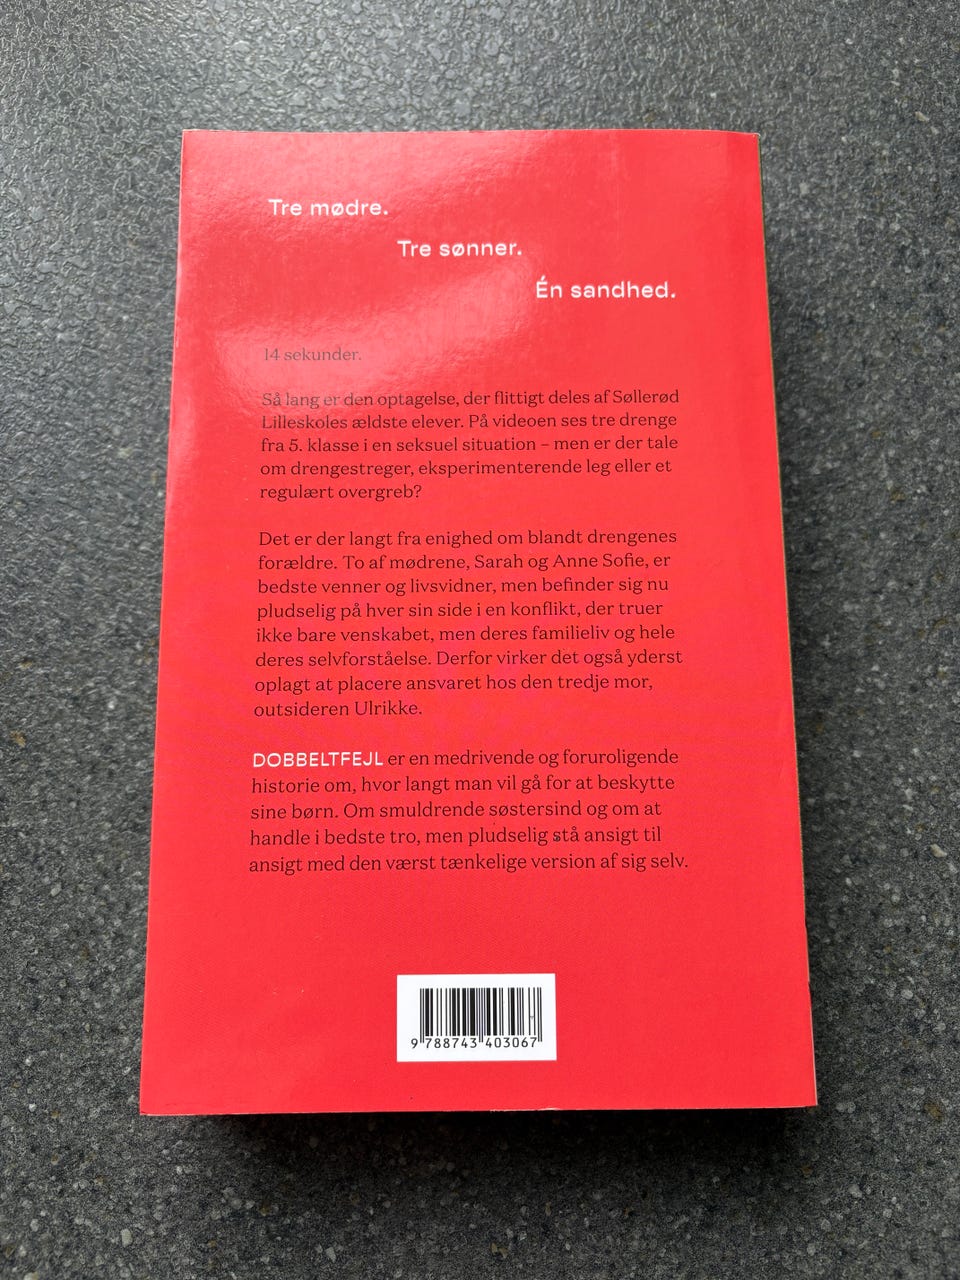 Tre mødre.
Tre sønner.
Én sandhed.
14 sekunder.
Så lang er den optagelse, der flittigt deles af Søllerød
Lilleskoles ældste elever. På videoen ses tre drenge
fra 5. klasse i en seksuel situation – men er der tale
om drengestreger, eksperimenterende leg eller et
regulært overgreb?
Det er der langt fra enighed om blandt drengenes
forældre. To af mødrene, Sarah og Anne Sofie, er
bedste venner og livsvidner, men befinder sig nu
pludselig på hver sin side i en konflikt, der truer
ikke bare venskabet, men deres familieliv og hele
deres selvforståelse. Derfor virker det også yderst
oplagt at placere ansvaret hos den tredje mor,
outsideren Ulrikke.
DOBBELTFEJL er en medrivende og foruroligende
historie om, hvor langt man vil gå for at beskytte
sine børn. Om smuldrende søstersind og om at
handle i bedste tro, men pludselig stå ansigt til
ansigt med den værst tænkelige version af sig selv.
9 788743 403067